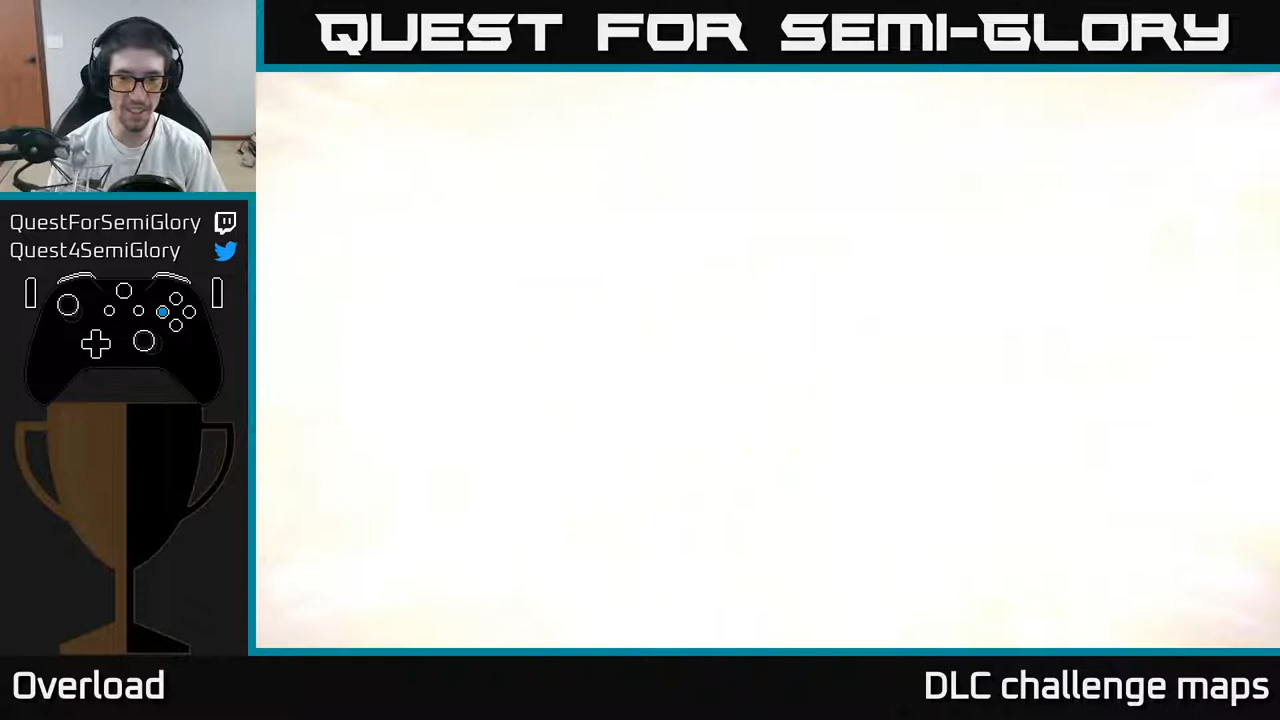 QUEST FOR SEMI-GLORY
QuestForSemiGlory
Quest4SemiGlory
Overload
DLC challenge maps